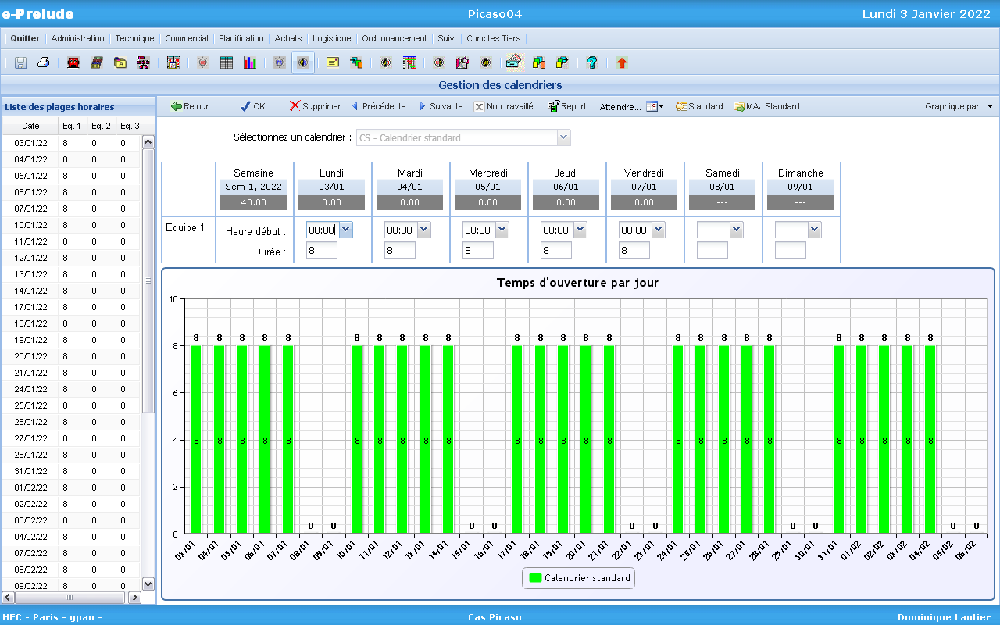 e-Prelude Picaso04 Lundi 3 Janvier 2022
Quitter Administration Technique Commercial Planification Achats Logistique Ordonnancement Suivi Comptes Tiers
Gestion des calendriers
Liste des plages horaires
Retour OK Supprimer Précédente Suivante Non travaillé Report Atteindre... Standard MAJ Standard Graphique par...
Date Eq. 1 Eq. 2 Eq. 3
03/01/22 8 0 0
04/01/22 8 0 0
05/01/22 8 0 0
06/01/22 8 0 0
07/01/22 8 0 0
10/01/22 8 0 0
11/01/22 8 0 0
12/01/22 8 0 0
13/01/22 8 0 0
14/01/22 8 0 0
17/01/22 8 0 0
18/01/22 8 0 0
19/01/22 8 0 0
20/01/22 8 0 0
21/01/22 8 0 0
24/01/22 8 0 0
25/01/22 8 0 0
26/01/22 8 0 0
27/01/22 8 0 0
28/01/22 8 0 0
31/01/22 8 0 0
01/02/22 8 0 0
02/02/22 8 0 0
03/02/22 8 0 0
04/02/22 8 0 0
07/02/22 8 0 0
08/02/22 8 0 0
09/02/22 8 0 0
Sélectionnez un calendrier : CS - Calendrier standard
Semaine Lundi Mardi Mercredi Jeudi Vendredi Samedi Dimanche
Sem 1, 2022 03/01 04/01 05/01 06/01 07/01 08/01 09/01
40.00 8.00 8.00 8.00 8.00 8.00 --- ---
Equipe 1 Heure début : 08:00 08:00 08:00 08:00 08:00
Durée : 8 8 8 8 8
Temps d'ouverture par jour
10
8 8 8 8 8 8 8 8 8 8 8 8 8 8 8 8 8 8 8 8 8 8 8 8 8
8
6
4 8 8 8 8 8 8 8 8 8 8 8 8 8 8 8 8 8 8 8 8 8 8 8 8 8
2
0 0 0 0 0 0 0 0 0 0
0
03/01 04/01 05/01 06/01 07/01 08/01 09/01 10/01 11/01 12/01 13/01 14/01 15/01 16/01 17/01 18/01 19/01 20/01 21/01 22/01 23/01 24/01 25/01 26/01 27/01 28/01 29/01 30/01 31/01 01/02 02/02 03/02 04/02 05/02 06/02
Calendrier standard
HEC - Paris - gpao - Cas Picaso Dominique Lautier